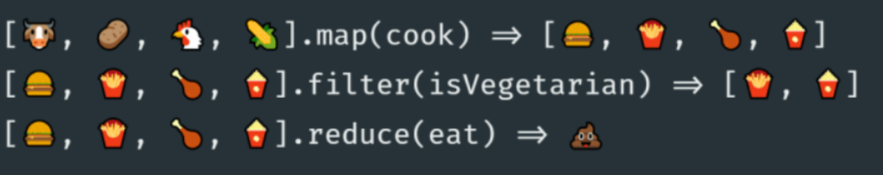 [🐮, 🥔, 🐔, 🌽].map(cook) ⇒ [🍔, 🍟, 🍗, 🍿]
[🍔, 🍟, 🍗, 🍿].filter(isVegetarian) ⇒ [🍟, 🍿]
[🍔, 🍟, 🍗, 🍿].reduce(eat) ⇒ 💩